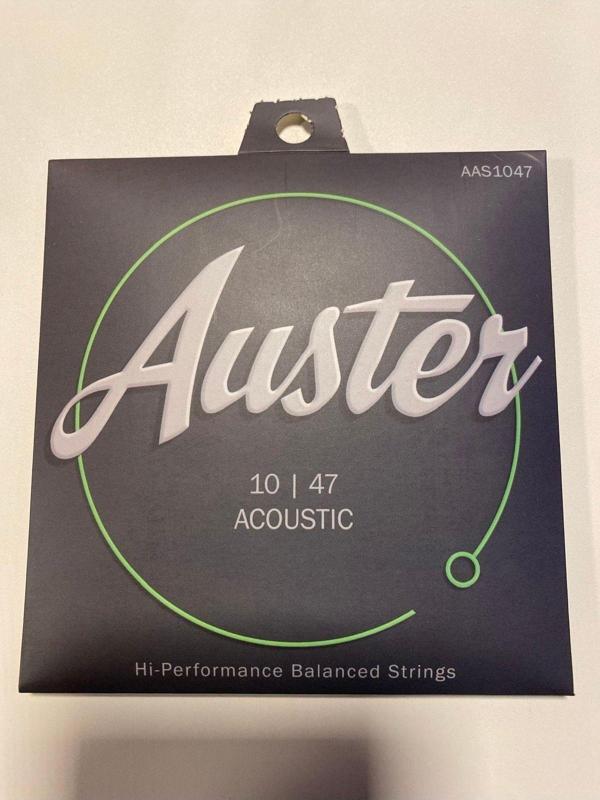 AAS1047
Auster
10 | 47
ACOUSTIC
Hi-Performance Balanced Strings